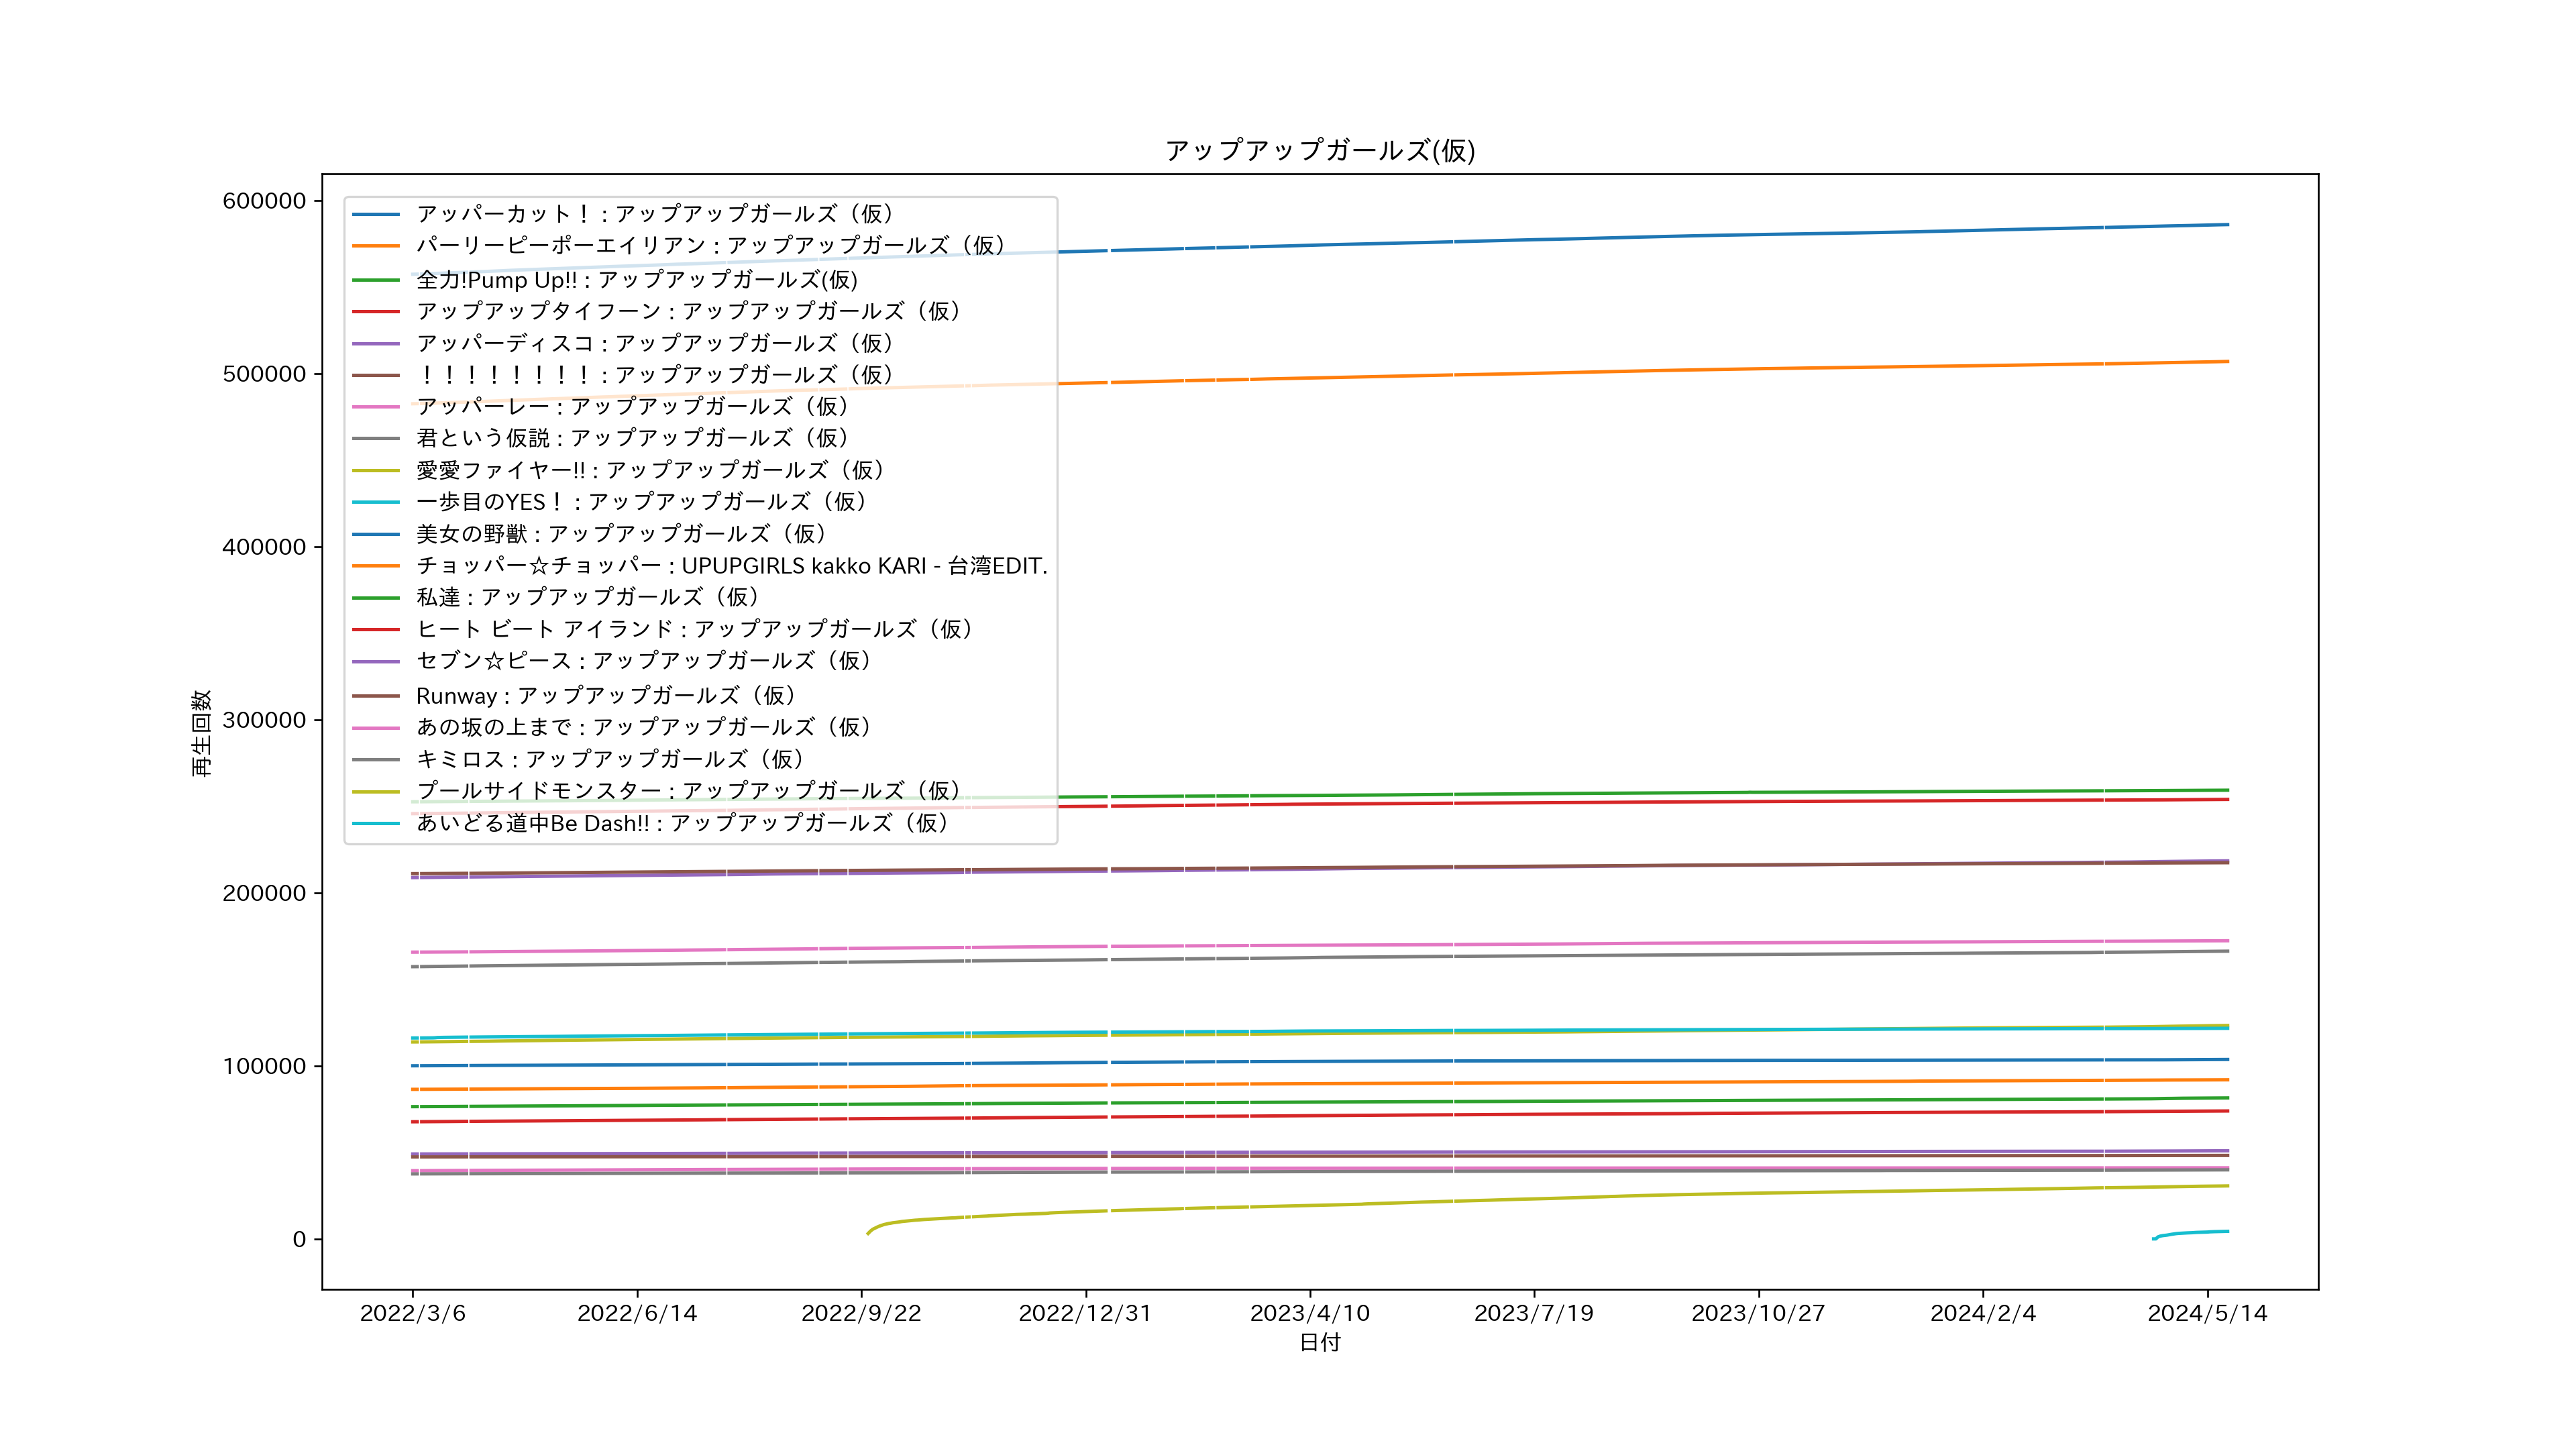 アップアップガールズ(仮)
600000
500000
400000
300000
200000
100000
0
再生回数
アッパーカット！ : アップアップガールズ（仮）
パーリーピーポーエイリアン : アップアップガールズ（仮）
全力!Pump Up!! : アップアップガールズ(仮)
アップアップタイフーン : アップアップガールズ（仮）
アッパーディスコ : アップアップガールズ（仮）
！！！！！！！！ : アップアップガールズ（仮）
アッパーレー : アップアップガールズ（仮）
君という仮説 : アップアップガールズ（仮）
愛愛ファイヤー!! : アップアップガールズ（仮）
一歩目のYES！ : アップアップガールズ（仮）
美女の野獣 : アップアップガールズ（仮）
チョッパー☆チョッパー : UPUPGIRLS kakko KARI - 台湾EDIT.
私達 : アップアップガールズ（仮）
ヒート ビート アイランド : アップアップガールズ（仮）
セブン☆ピース : アップアップガールズ（仮）
Runway : アップアップガールズ（仮）
あの坂の上まで : アップアップガールズ（仮）
キミロス : アップアップガールズ（仮）
プールサイドモンスター : アップアップガールズ（仮）
あいどる道中Be Dash!! : アップアップガールズ（仮）
2022/3/6
2022/6/14
2022/9/22
2022/12/31
2023/4/10
2023/7/19
2023/10/27
2024/2/4
2024/5/14
日付